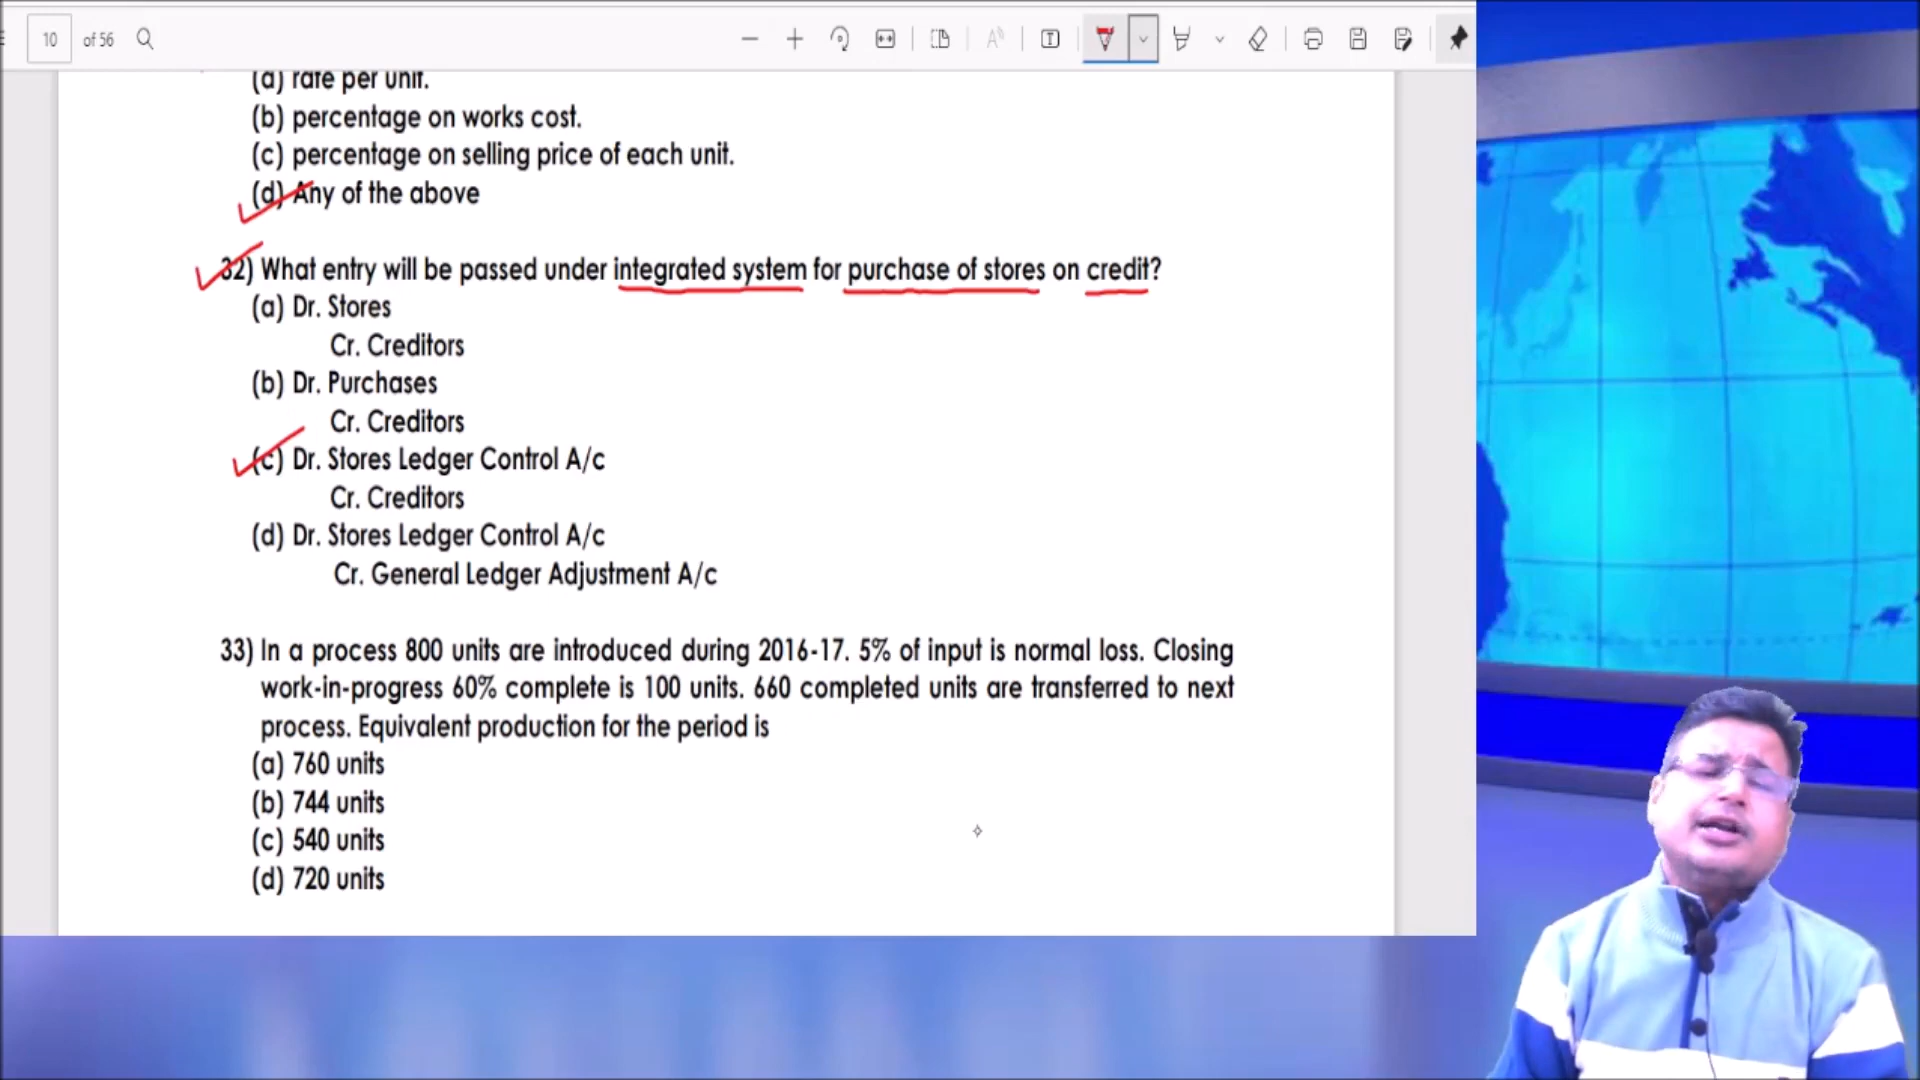 10 of 56
(a) rate per unit.
(b) percentage on works cost.
(c) percentage on selling price of each unit.
(d) Any of the above
32) What entry will be passed under integrated system for purchase of stores on credit?
(a) Dr. Stores
Cr. Creditors
(b) Dr. Purchases
Cr. Creditors
(c) Dr. Stores Ledger Control A/c
Cr. Creditors
(d) Dr. Stores Ledger Control A/c
Cr. General Ledger Adjustment A/c
33) In a process 800 units are introduced during 2016-17. 5% of input is normal loss. Closing
work-in-progress 60% complete is 100 units. 660 completed units are transferred to next
process. Equivalent production for the period is
(a) 760 units
(b) 744 units
(c) 540 units
(d) 720 units